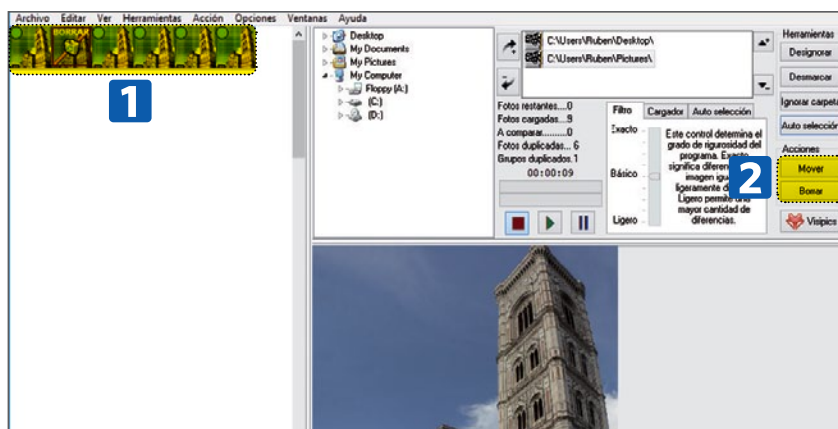 Archivo Editar Ver Herramientas Acción Opciones Ventanas Ayuda
BORRAR
1
Desktop
My Documents
My Pictures
My Computer
Floppy (A:)
(C:)
(D:)
C:\Users\Ruben\Desktop\
C:\Users\Ruben\Pictures\
Fotos restantes....0
Fotos cargadas...9
A comparar..........0
Fotos duplicadas... 6
Grupos duplicados. 1
00:00:09
Filtro Cargador Auto selección
Exacto
Básico
Ligero
Este control determina el
grado de rigurosidad del
programa. Exacto
significa
imagen
ligeramente
Ligero permite una
mayor cantidad de
diferencias.
Herramientas
Designorar
Desmarcar
Ignorar carpeta
Auto selección
Acciones
2
Mover
Borrar
Visipics